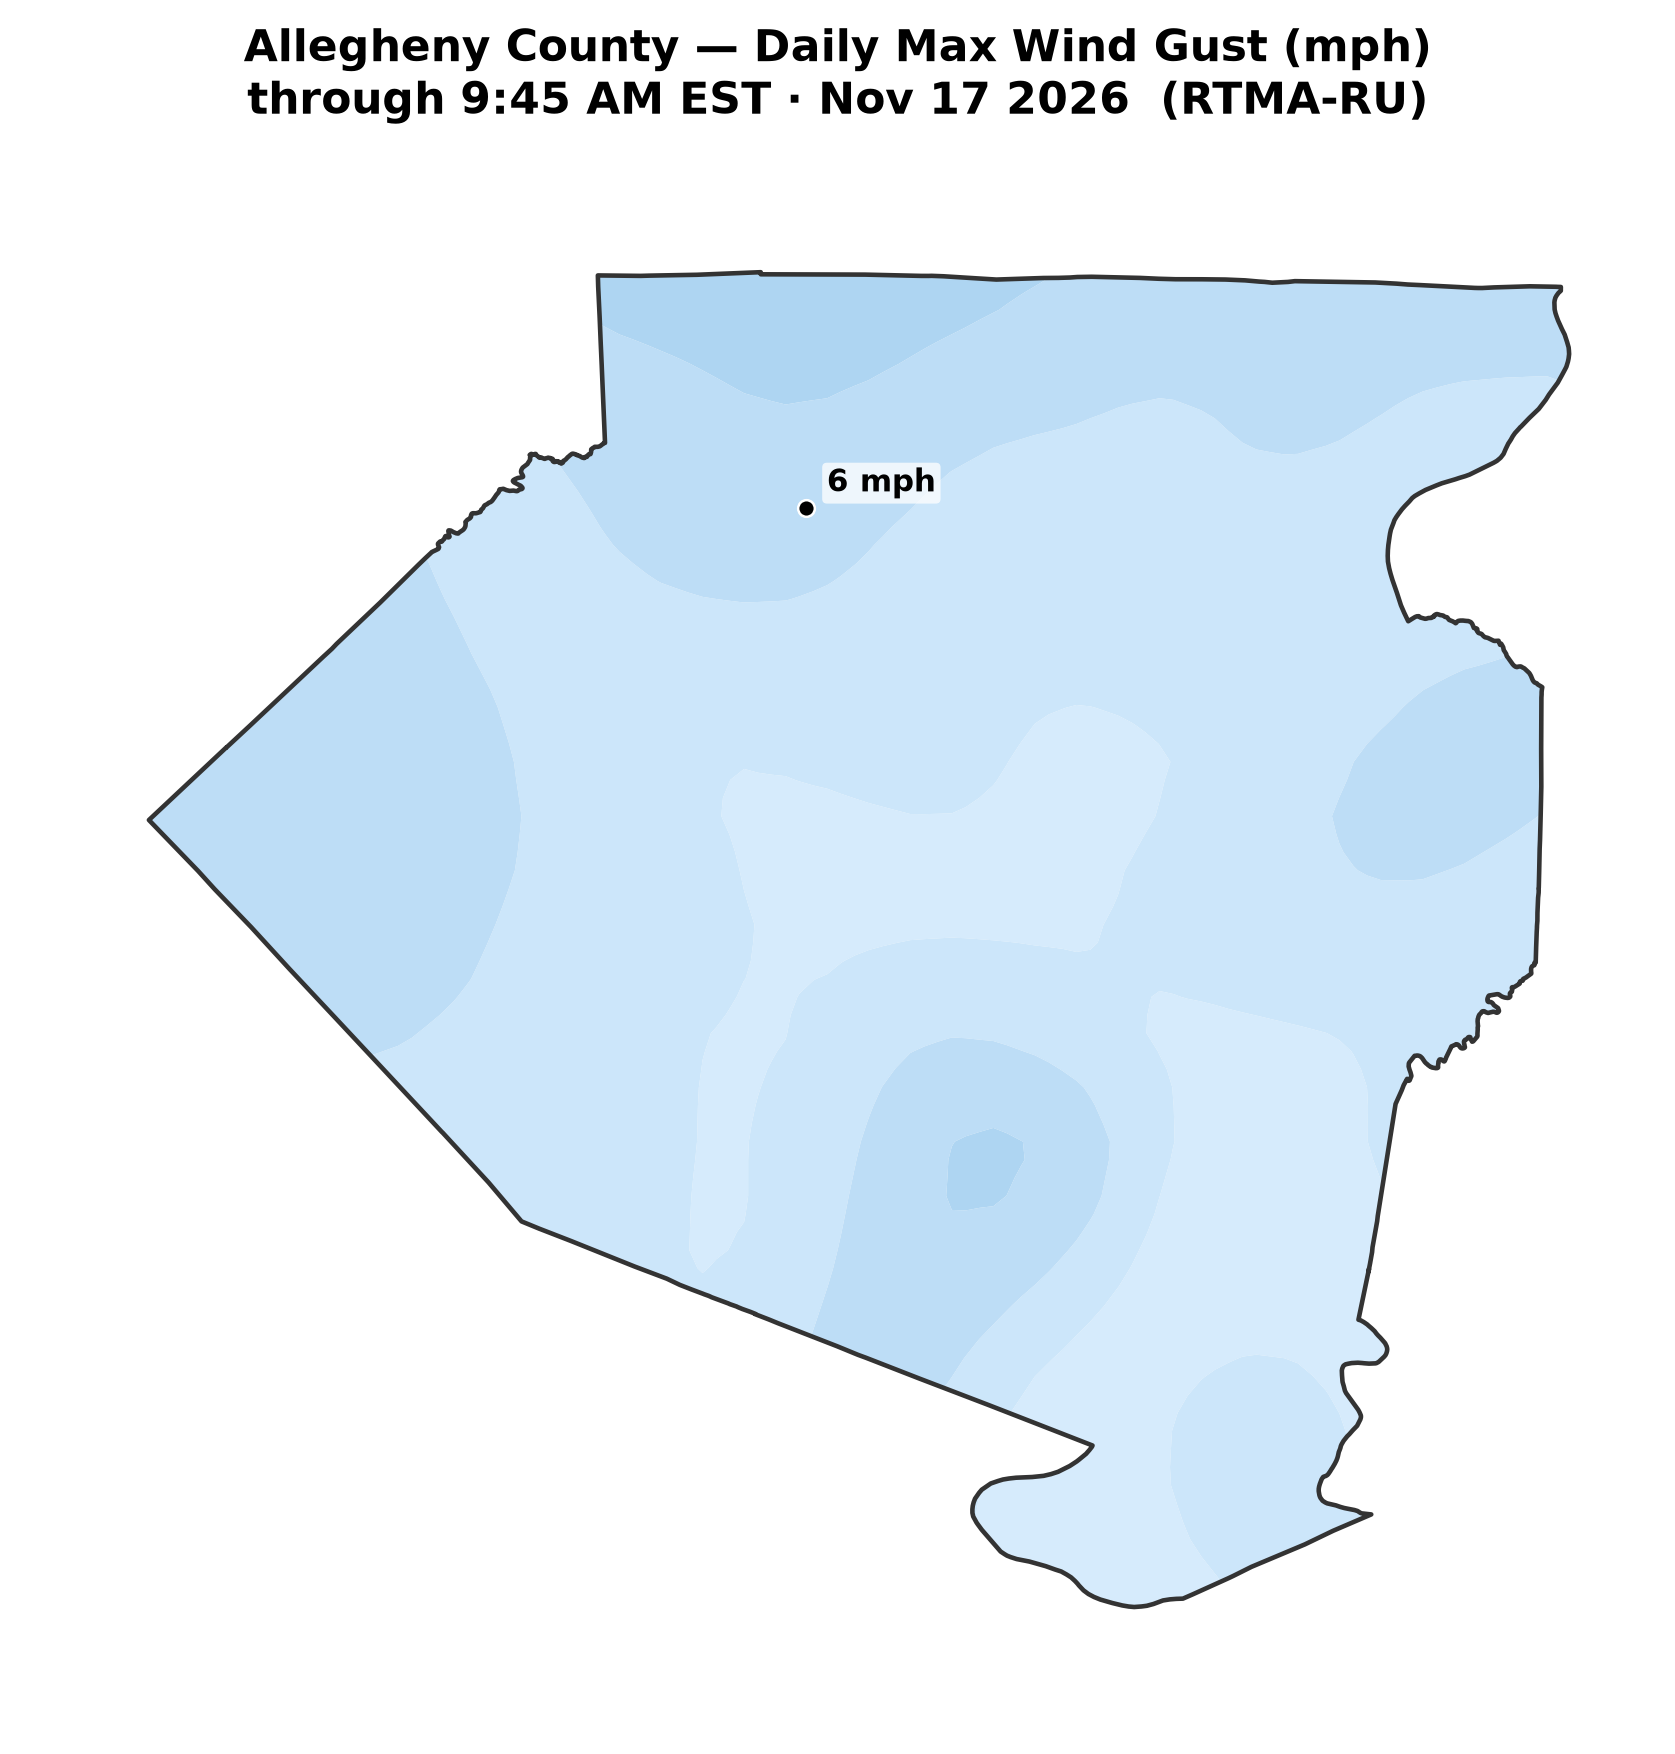 Allegheny County — Daily Max Wind Gust (mph)
through 9:45 AM EST · Nov 17 2026 (RTMA-RU)
6 mph